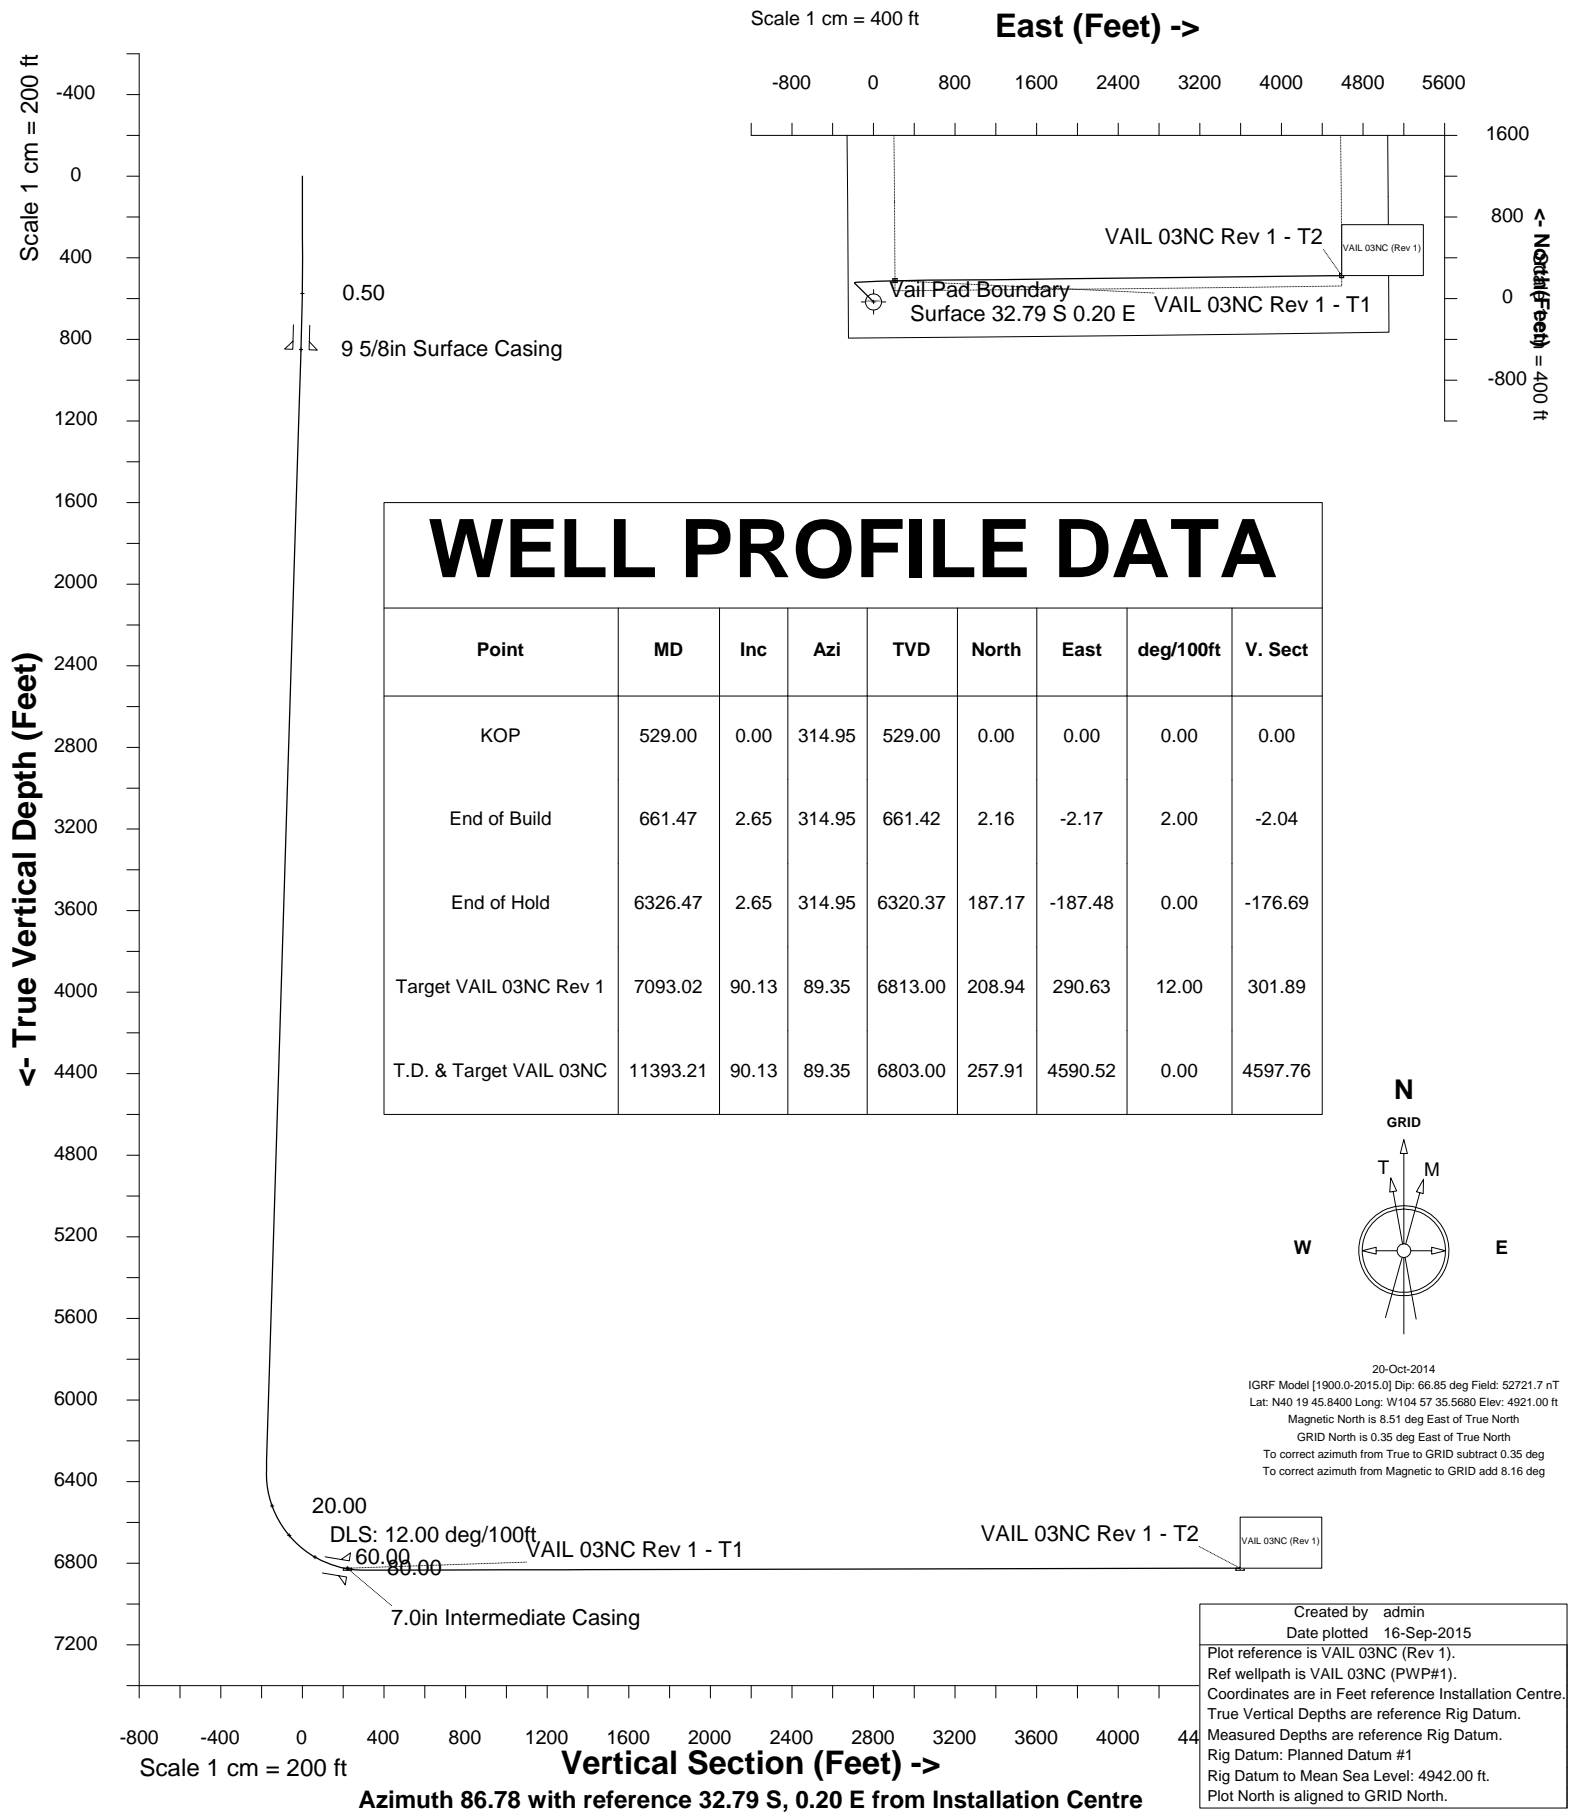 Scale 1 cm = 400 ft
East (Feet) ->
-800 0 800 1600 2400 3200 4000 4800 5600
Scale 1 cm = 200 ft
-400
0
400
800
1200
1600
2000
2400
2800
3200
3600
4000
4400
4800
5200
5600
6000
6400
6800
7200
<- True Vertical Depth (Feet)
1600
800
0
-800
<- North (Feet)
Scale 1 cm = 400 ft
VAIL 03NC Rev 1 - T2
VAIL 03NC (Rev 1)
Vail Pad Boundary
Surface 32.79 S 0.20 E
VAIL 03NC Rev 1 - T1
0.50
9 5/8in Surface Casing
WELL PROFILE DATA
Point MD Inc Azi TVD North East deg/100ft V. Sect
KOP 529.00 0.00 314.95 529.00 0.00 0.00 0.00 0.00
End of Build 661.47 2.65 314.95 661.42 2.16 -2.17 2.00 -2.04
End of Hold 6326.47 2.65 314.95 6320.37 187.17 -187.48 0.00 -176.69
Target VAIL 03NC Rev 1 7093.02 90.13 89.35 6813.00 208.94 290.63 12.00 301.89
T.D. & Target VAIL 03NC 11393.21 90.13 89.35 6803.00 257.91 4590.52 0.00 4597.76
N
GRID
T M
W E
20-Oct-2014
IGRF Model [1900.0-2015.0] Dip: 66.85 deg Field: 52721.7 nT
Lat: N40 19 45.8400 Long: W104 57 35.5680 Elev: 4921.00 ft
Magnetic North is 8.51 deg East of True North
GRID North is 0.35 deg East of True North
To correct azimuth from True to GRID subtract 0.35 deg
To correct azimuth from Magnetic to GRID add 8.16 deg
20.00
DLS: 12.00 deg/100ft
60.00
80.00
VAIL 03NC Rev 1 - T1
VAIL 03NC Rev 1 - T2
VAIL 03NC (Rev 1)
7.0in Intermediate Casing
-800 -400 0 400 800 1200 1600 2000 2400 2800 3200 3600 4000 44
Scale 1 cm = 200 ft
Vertical Section (Feet) ->
Azimuth 86.78 with reference 32.79 S, 0.20 E from Installation Centre
Created by admin
Date plotted 16-Sep-2015
Plot reference is VAIL 03NC (Rev 1).
Ref wellpath is VAIL 03NC (PWP#1).
Coordinates are in Feet reference Installation Centre.
True Vertical Depths are reference Rig Datum.
Measured Depths are reference Rig Datum.
Rig Datum: Planned Datum #1
Rig Datum to Mean Sea Level: 4942.00 ft.
Plot North is aligned to GRID North.